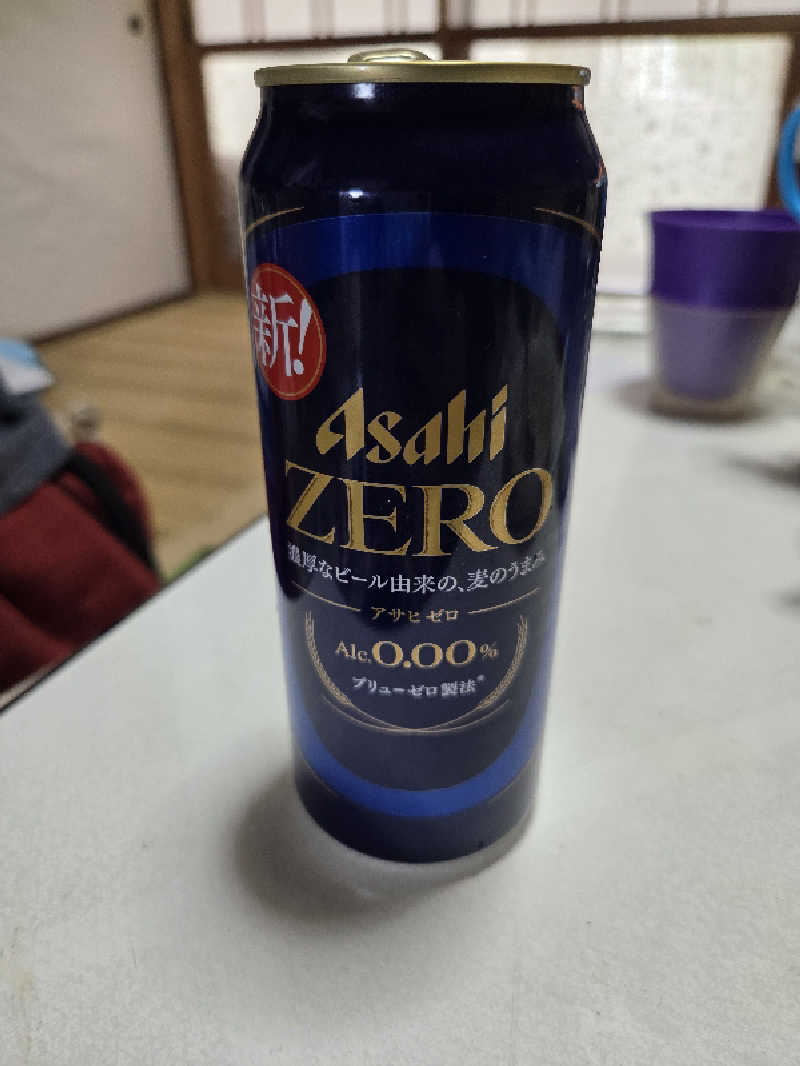 新!
Asahi
ZERO
濃厚なビール由来の、麦のうまみ
アサヒ ゼロ
Alc.0.00%
ブリューゼロ製法*